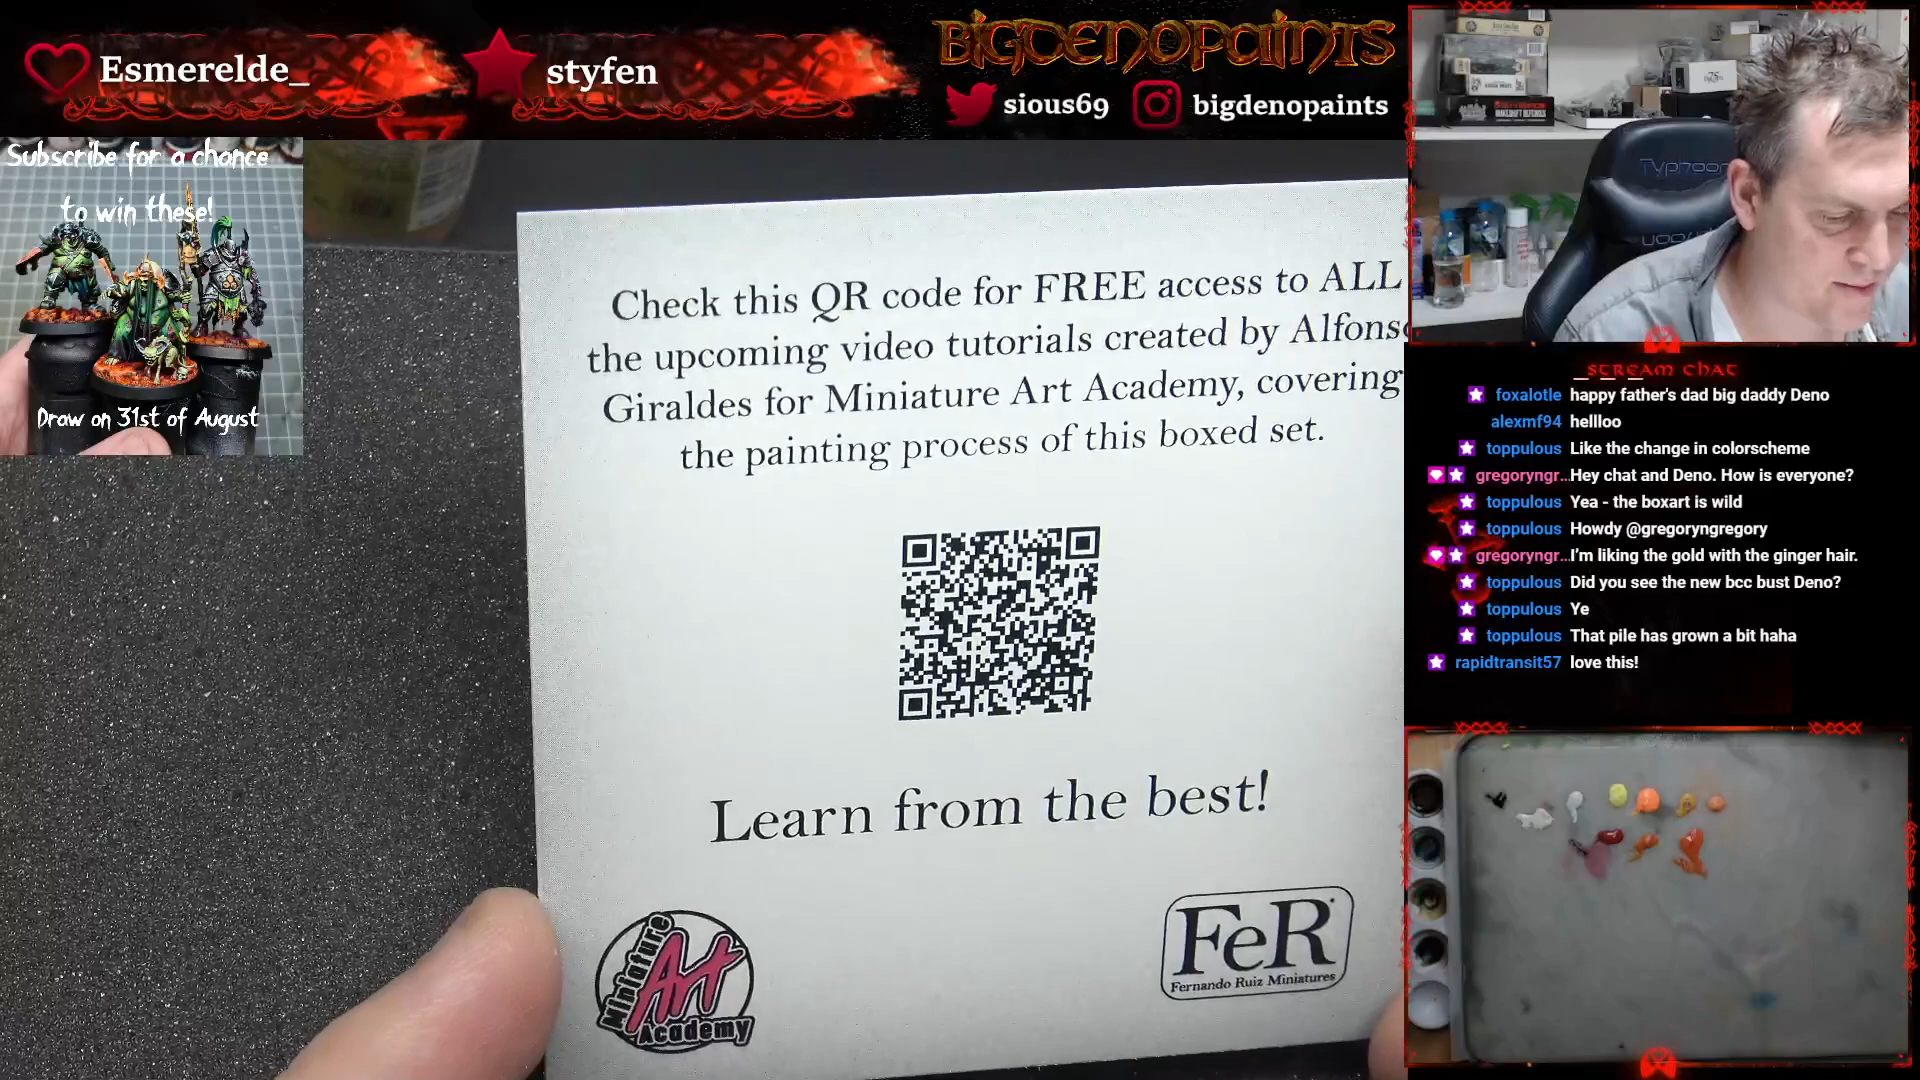 Esmerelde_
styfen
BIGDENOPAINTS
sious69
bigdenopaints
Subscribe for a chance
to win these!
Draw on 31st of August
Check this QR code for FREE access to ALL
the upcoming video tutorials created by Alfonso
Giraldes for Miniature Art Academy, covering
the painting process of this boxed set.
Learn from the best!
Miniature
Art
Academy
FeR
Fernando Ruiz Miniatures
Typhoon
STREAM CHAT
foxalotle happy father's dad big daddy Deno
alexmf94 hellloo
toppulous Like the change in colorscheme
gregoryngr... Hey chat and Deno. How is everyone?
toppulous Yea - the boxart is wild
toppulous Howdy @gregoryngregory
gregoryngr... I'm liking the gold with the ginger hair.
toppulous Did you see the new bcc bust Deno?
toppulous Ye
toppulous That pile has grown a bit haha
rapidtransit57 love this!